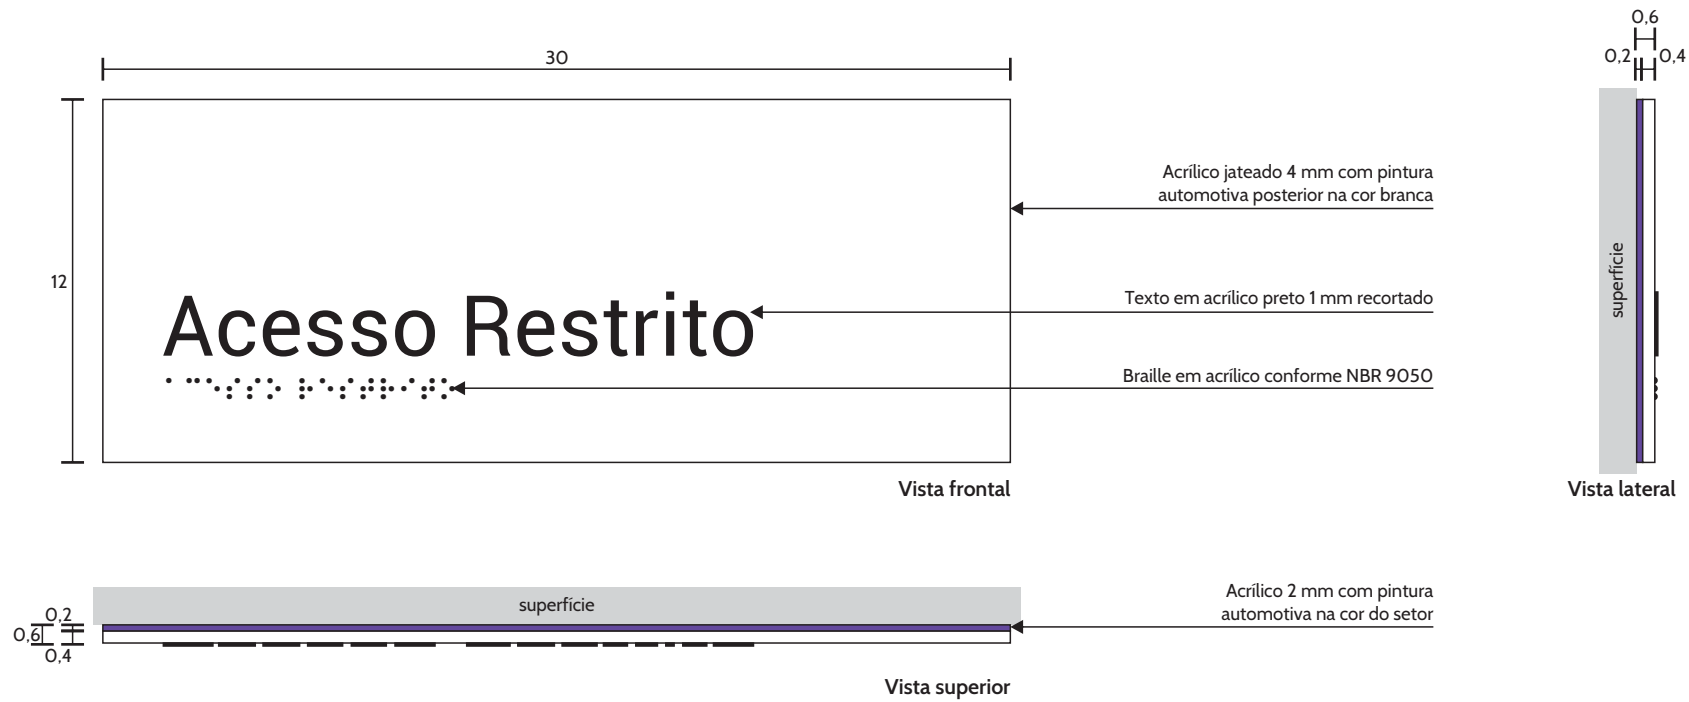 30
0,6
0,2
0,4
12
Acrílico jateado 4 mm com pintura
automotiva posterior na cor branca
Texto em acrílico preto 1 mm recortado
Acesso Restrito
Braille em acrílico conforme NBR 9050
superfície
Vista frontal
Vista lateral
superfície
0,2
0,6
0,4
Acrílico 2 mm com pintura
automotiva na cor do setor
Vista superior